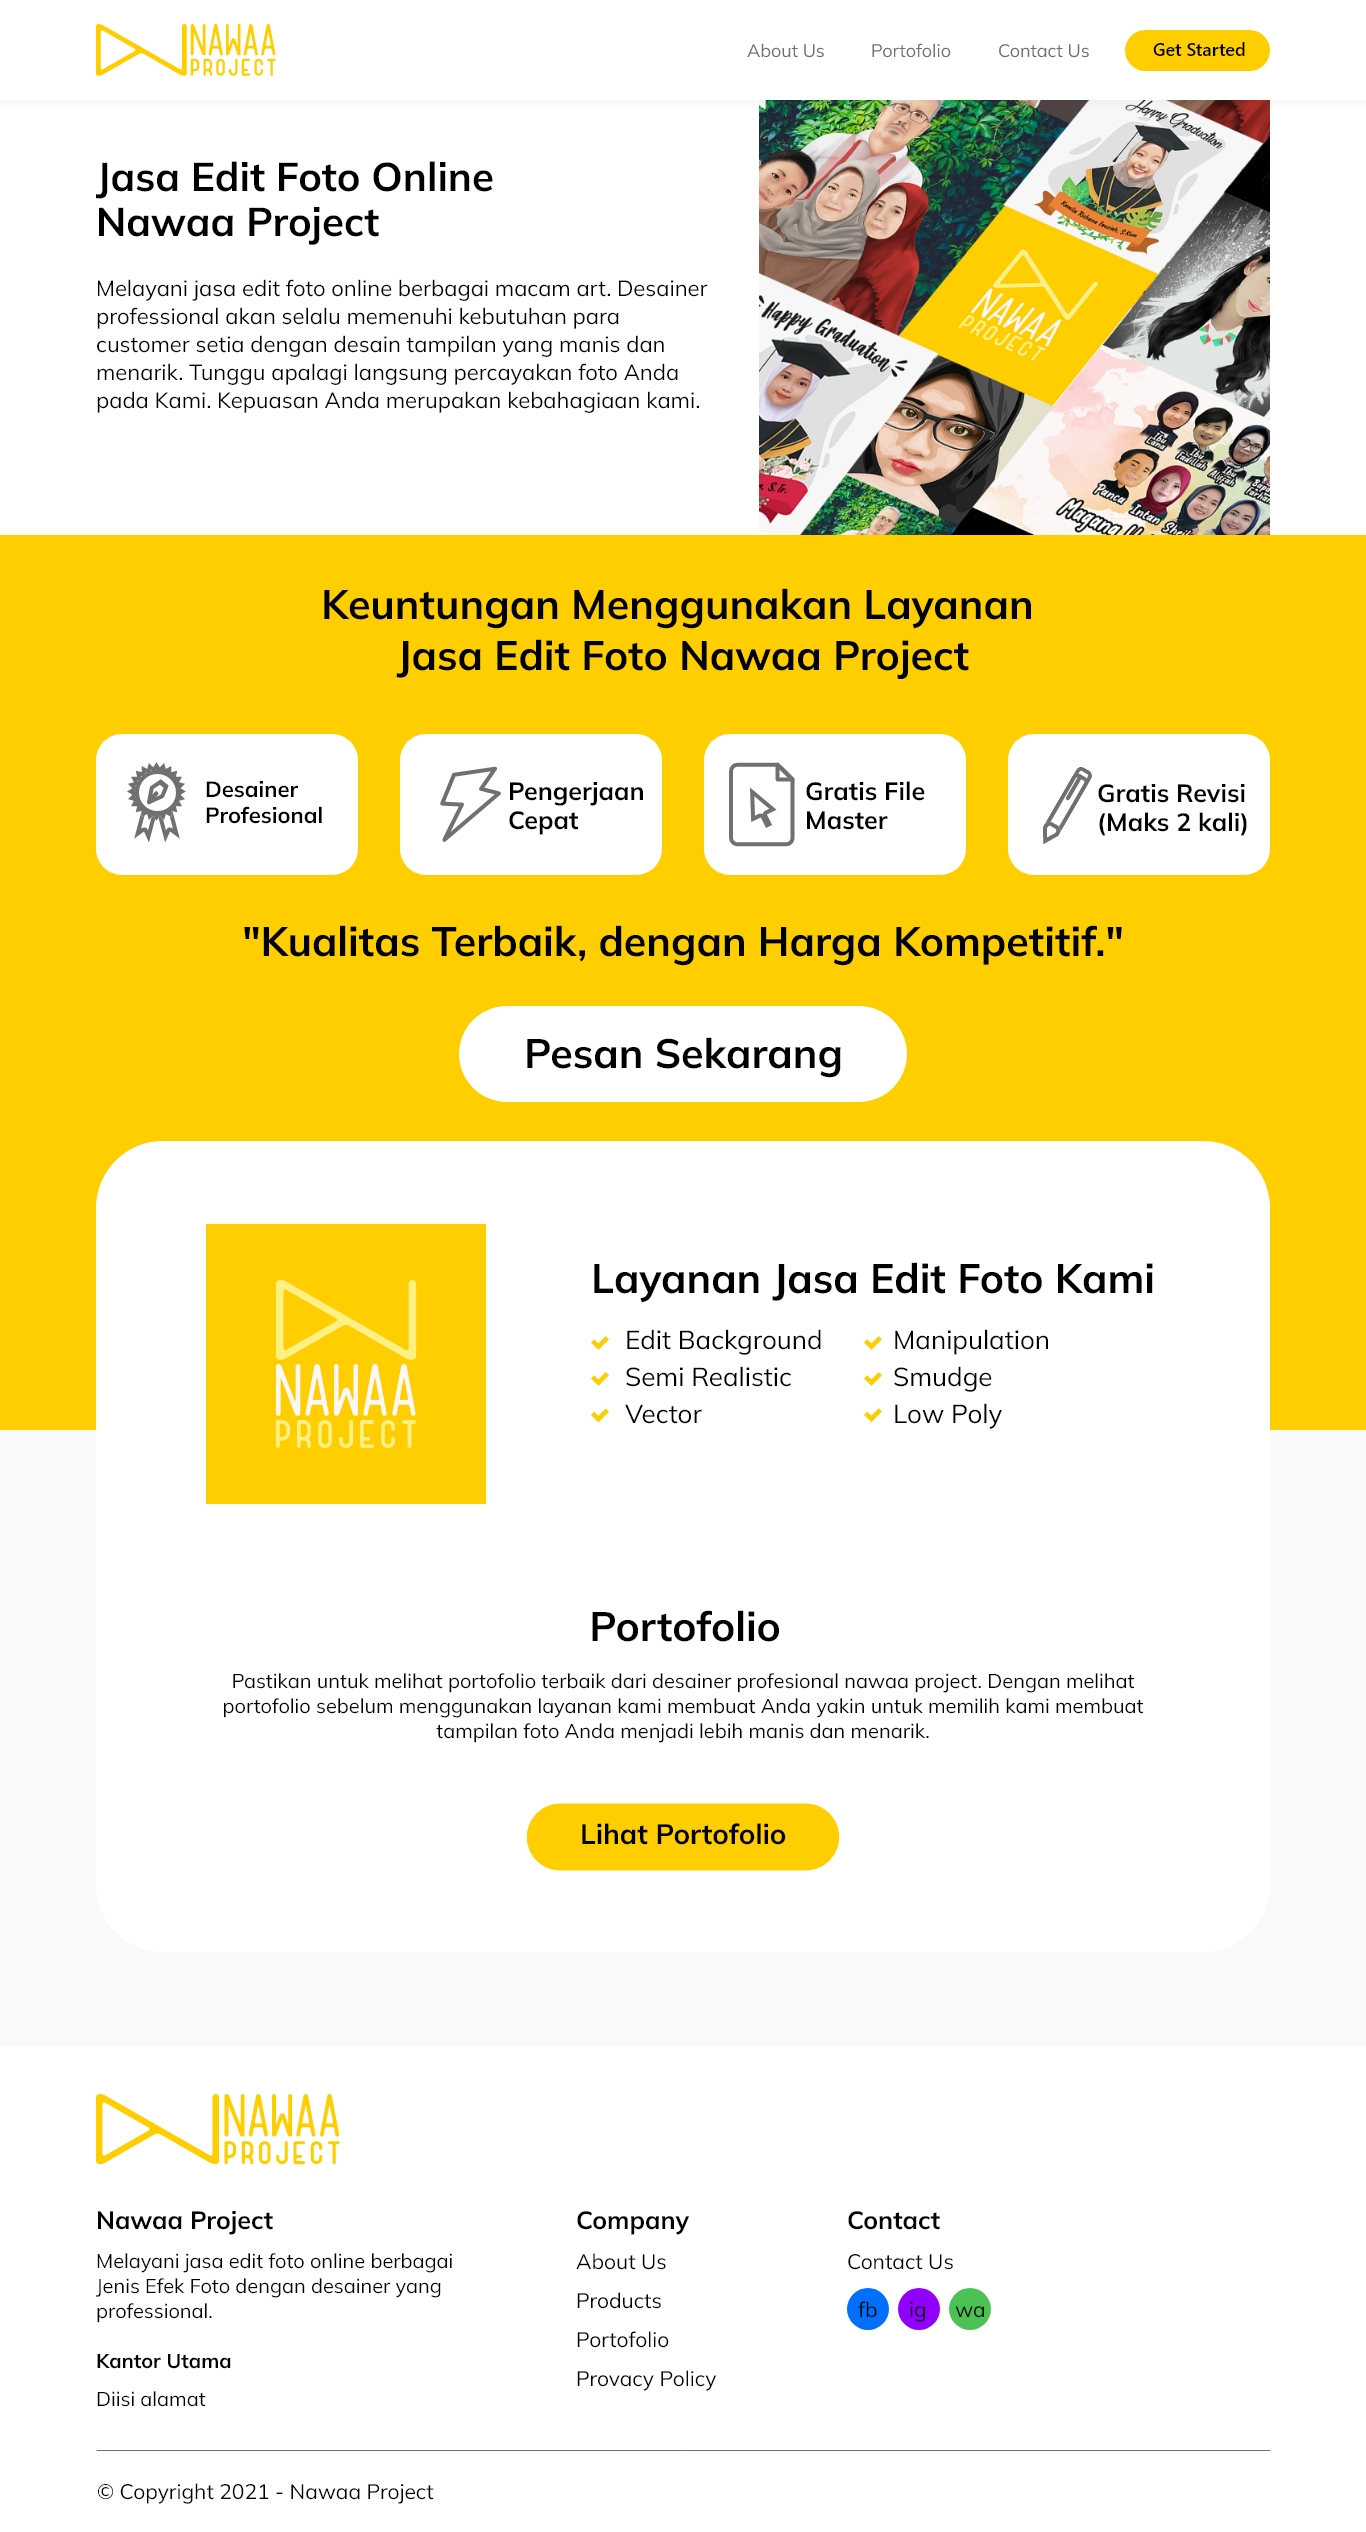 NAWAA
PROJECT
About Us
Portofolio
Contact Us
Get Started
Jasa Edit Foto Online
Nawaa Project
Melayani jasa edit foto online berbagai macam art. Desainer
professional akan selalu memenuhi kebutuhan para
customer setia dengan desain tampilan yang manis dan
menarik. Tunggu apalagi langsung percayakan foto Anda
pada Kami. Kepuasan Anda merupakan kebahagiaan kami.
Happy Graduation
NAWAA
PROJECT
Happy Graduation
S.Tr.
Panca
Intan
Magang
Keuntungan Menggunakan Layanan
Jasa Edit Foto Nawaa Project
Desainer
Profesional
Pengerjaan
Cepat
Gratis File
Master
Gratis Revisi
(Maks 2 kali)
"Kualitas Terbaik, dengan Harga Kompetitif."
Pesan Sekarang
NAWAA
PROJECT
Layanan Jasa Edit Foto Kami
Edit Background
Manipulation
Semi Realistic
Smudge
Vector
Low Poly
Portofolio
Pastikan untuk melihat portofolio terbaik dari desainer profesional nawaa project. Dengan melihat
portofolio sebelum menggunakan layanan kami membuat Anda yakin untuk memilih kami membuat
tampilan foto Anda menjadi lebih manis dan menarik.
Lihat Portofolio
NAWAA
PROJECT
Nawaa Project
Melayani jasa edit foto online berbagai
Jenis Efek Foto dengan desainer yang
professional.
Kantor Utama
Diisi alamat
Company
About Us
Products
Portofolio
Provacy Policy
Contact
Contact Us
fb
ig
wa
© Copyright 2021 - Nawaa Project